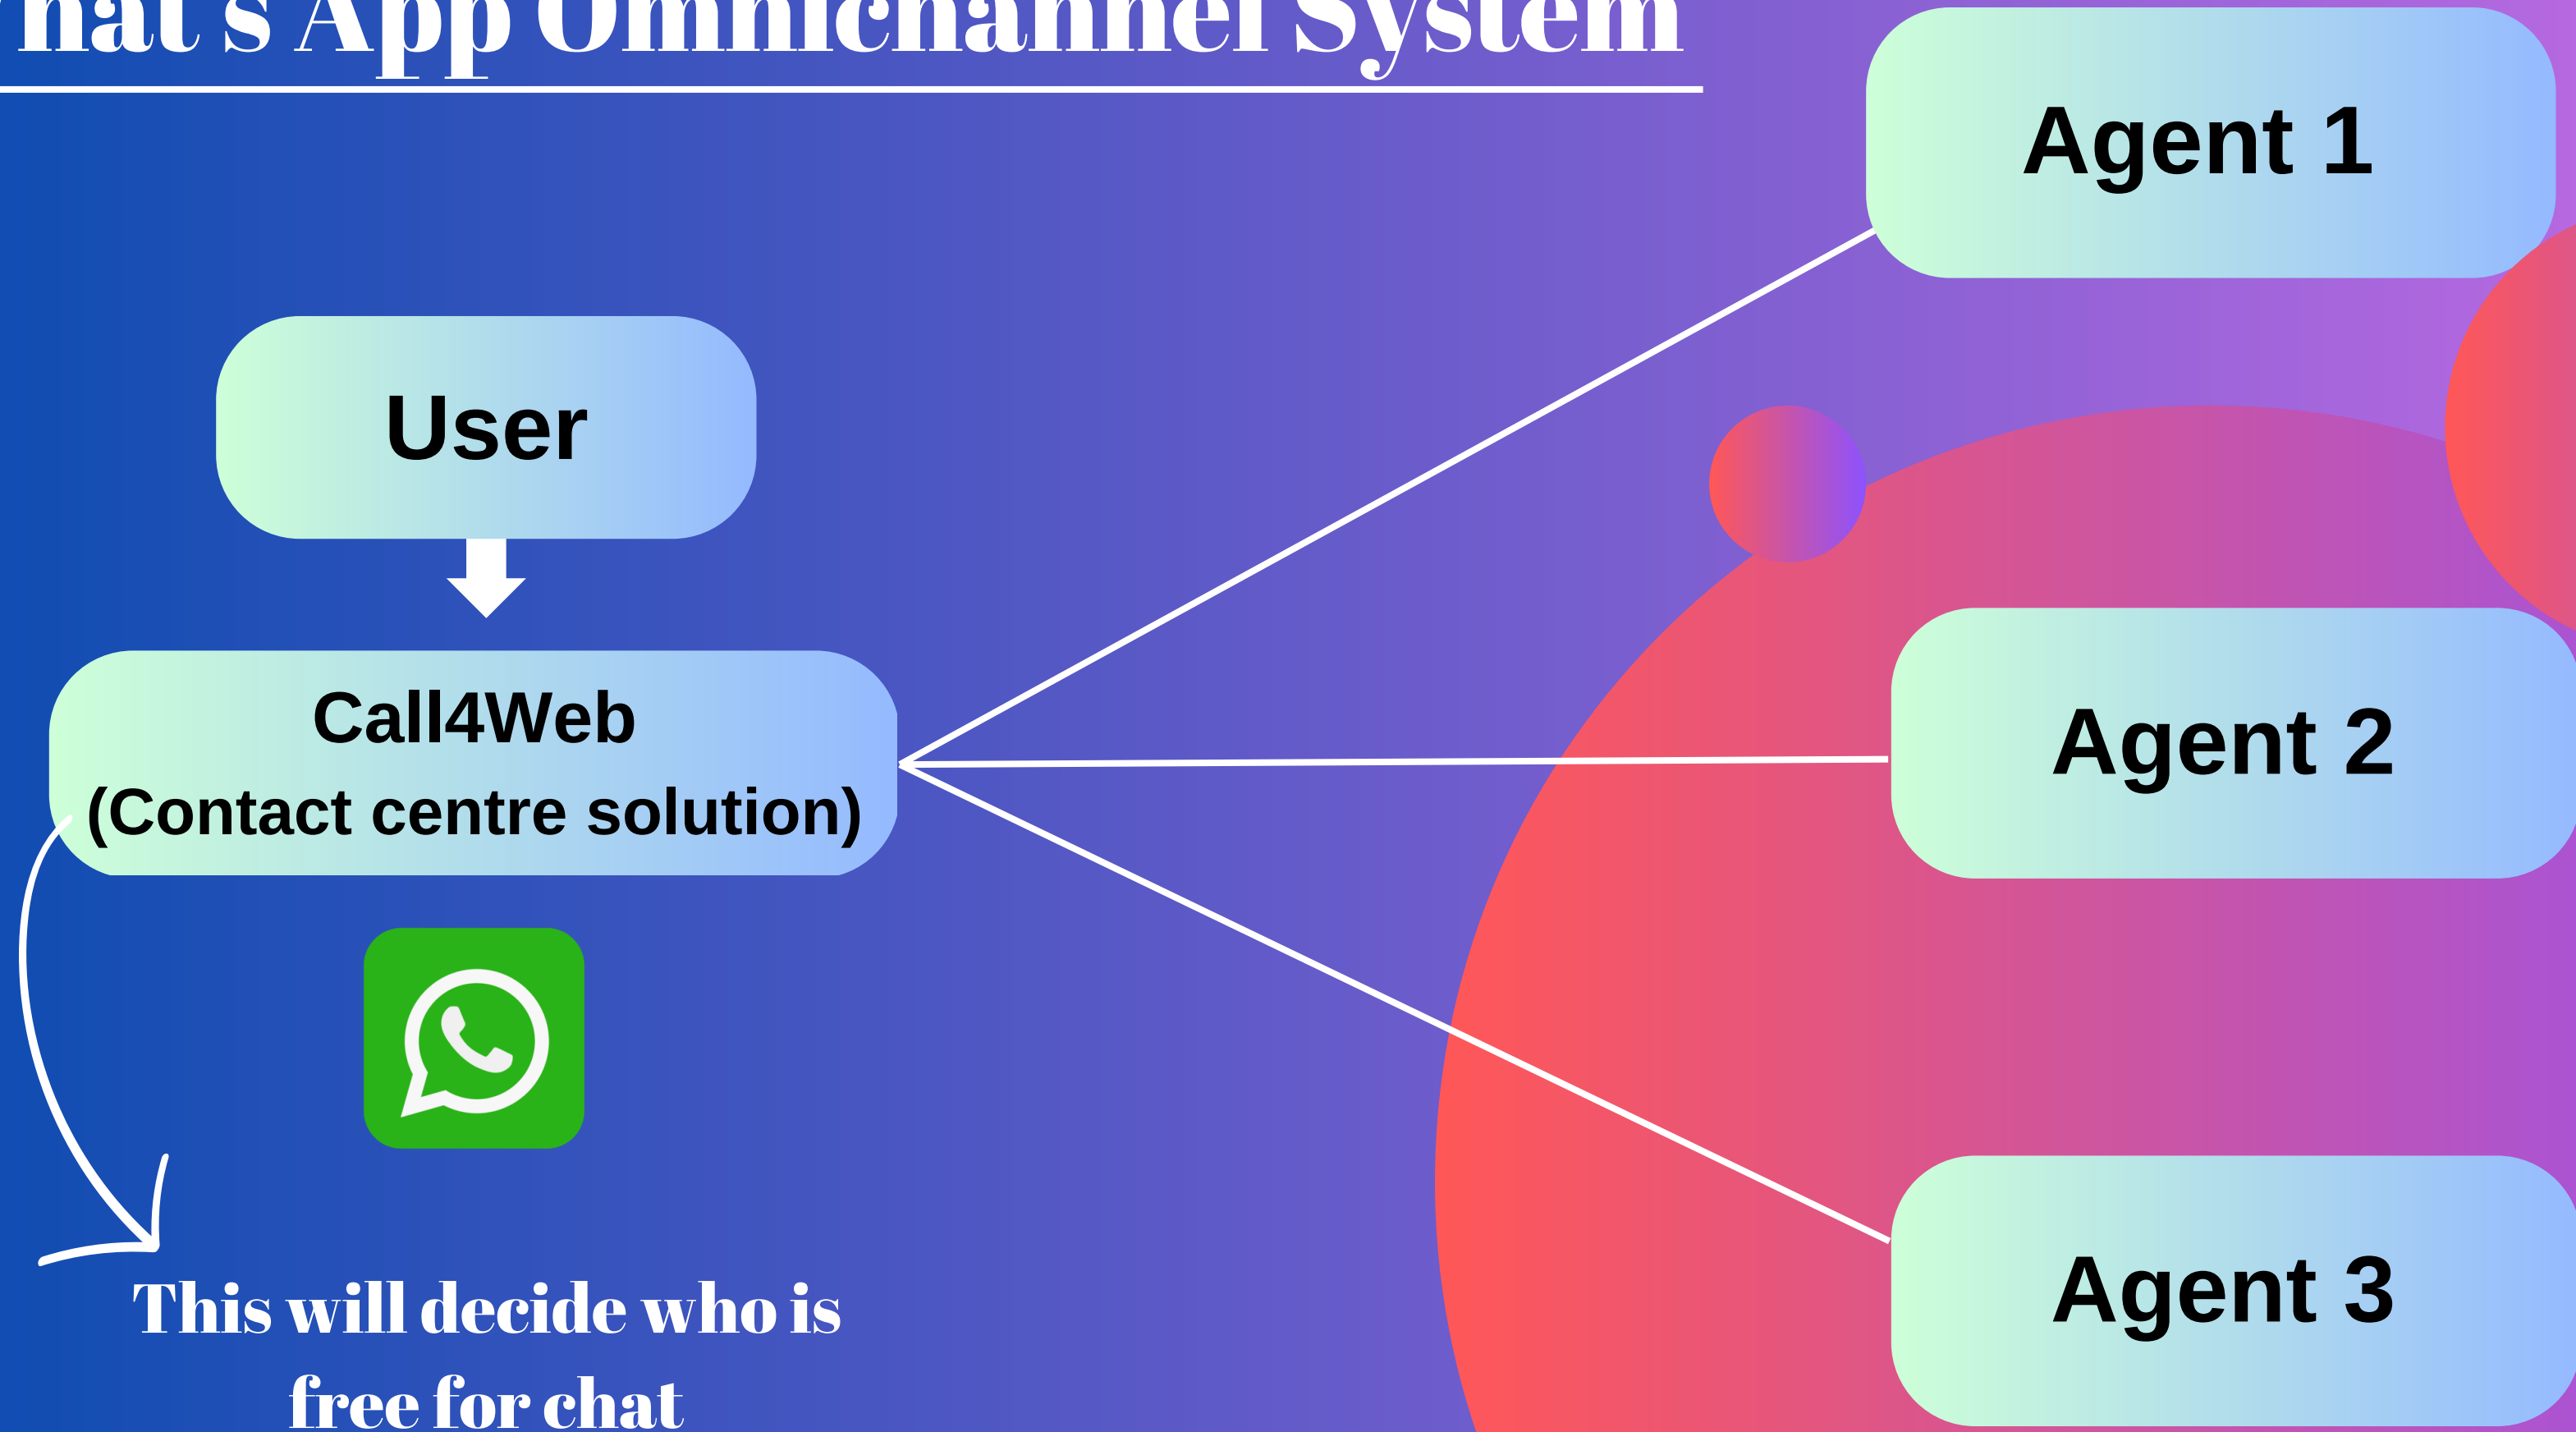 hat's App Omnichannel System
Agent 1
User
Call4Web
(Contact centre solution)
Agent 2
Agent 3
This will decide who is
free for chat